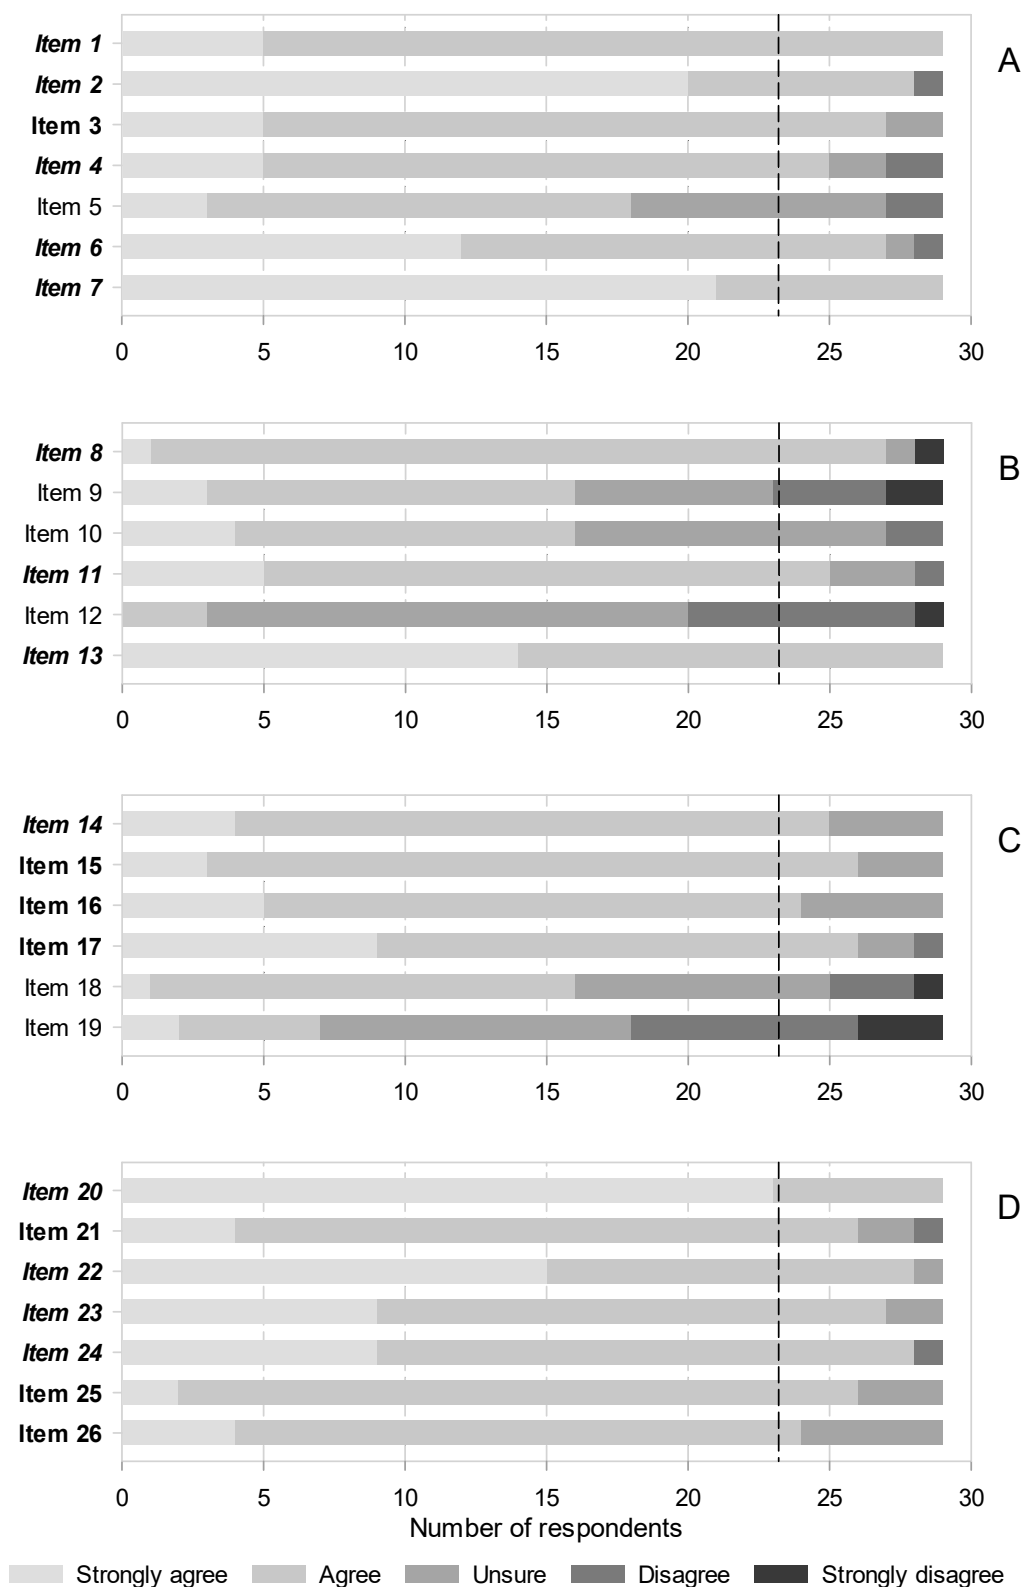 Item 1
A
Item 2
Item 3
Item 4
Item 5
Item 6
Item 7
0 5 10 15 20 25 30
Item 8
B
Item 9
Item 10
Item 11
Item 12
Item 13
0 5 10 15 20 25 30
Item 14
C
Item 15
Item 16
Item 17
Item 18
Item 19
0 5 10 15 20 25 30
Item 20
D
Item 21
Item 22
Item 23
Item 24
Item 25
Item 26
0 5 10 15 20 25 30
Number of respondents
Strongly agree Agree Unsure Disagree Strongly disagree